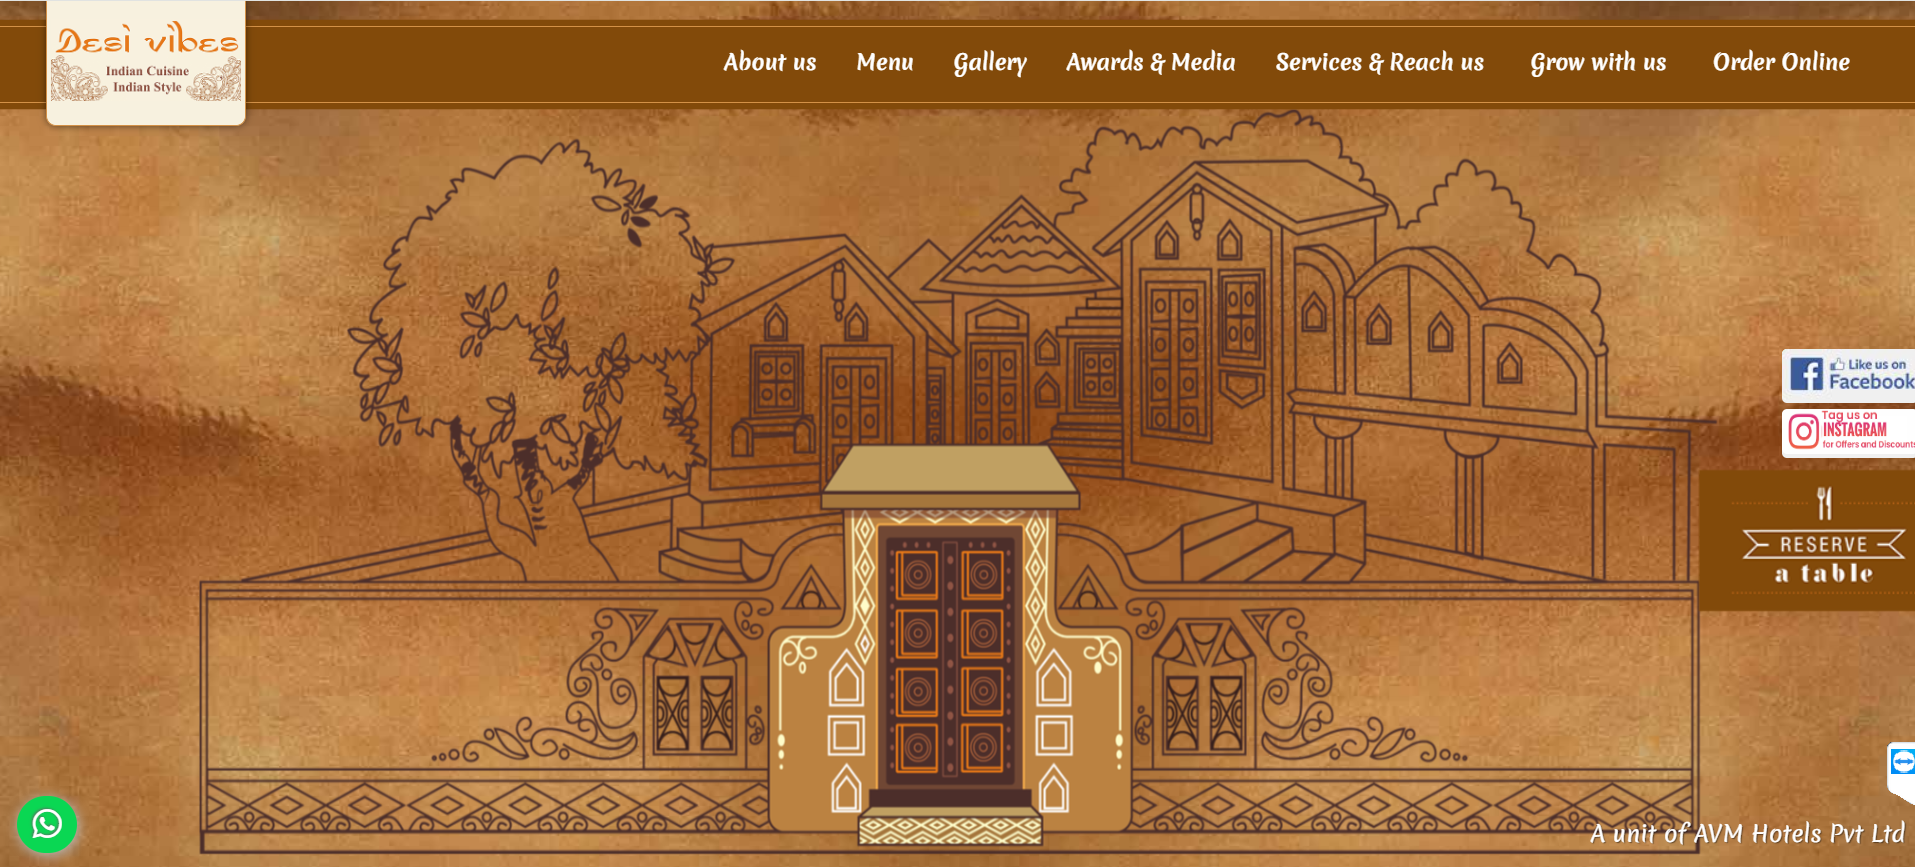 Desi vibes
Indian Cuisine
Indian Style
About us Menu Gallery Awards & Media Services & Reach us Grow with us Order Online
Like us on
Facebook
Tag us on
INSTAGRAM
for Offers and Discounts
RESERVE
a table
A unit of AVM Hotels Pvt Ltd